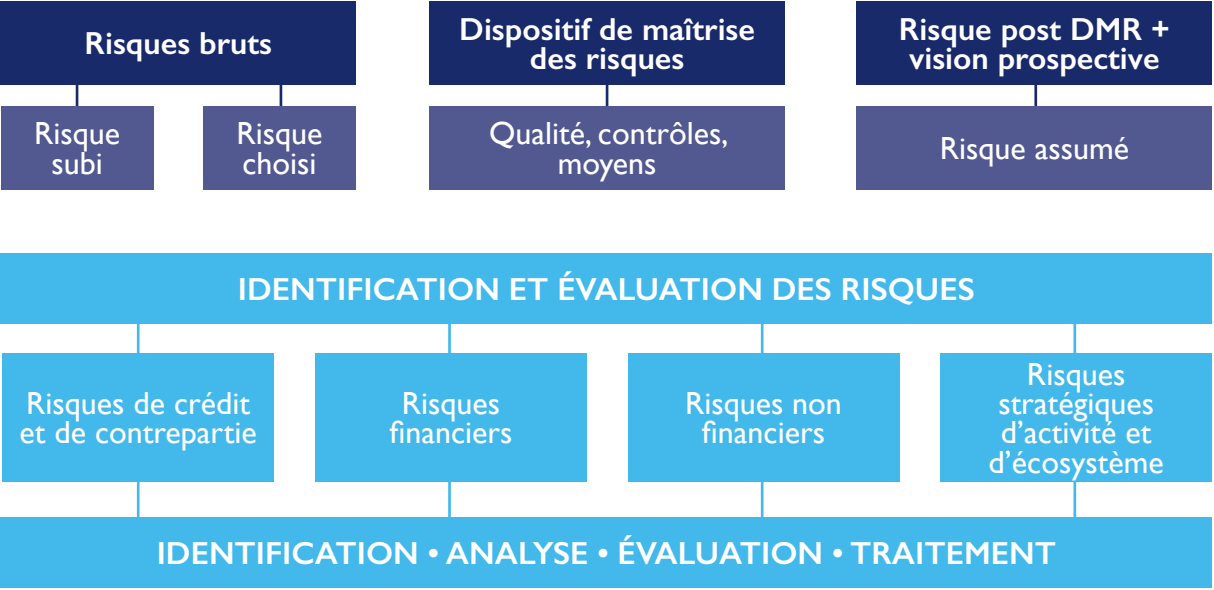 Risques bruts
Dispositif de maîtrise
des risques
Risque post DMR +
vision prospective
Risque
subi
Risque
choisi
Qualité, contrôles,
moyens
Risque assumé
IDENTIFICATION ET ÉVALUATION DES RISQUES
Risques de crédit
et de contrepartie
Risques
financiers
Risques non
financiers
Risques
stratégiques
d’activité et
d’écosystème
IDENTIFICATION • ANALYSE • ÉVALUATION • TRAITEMENT